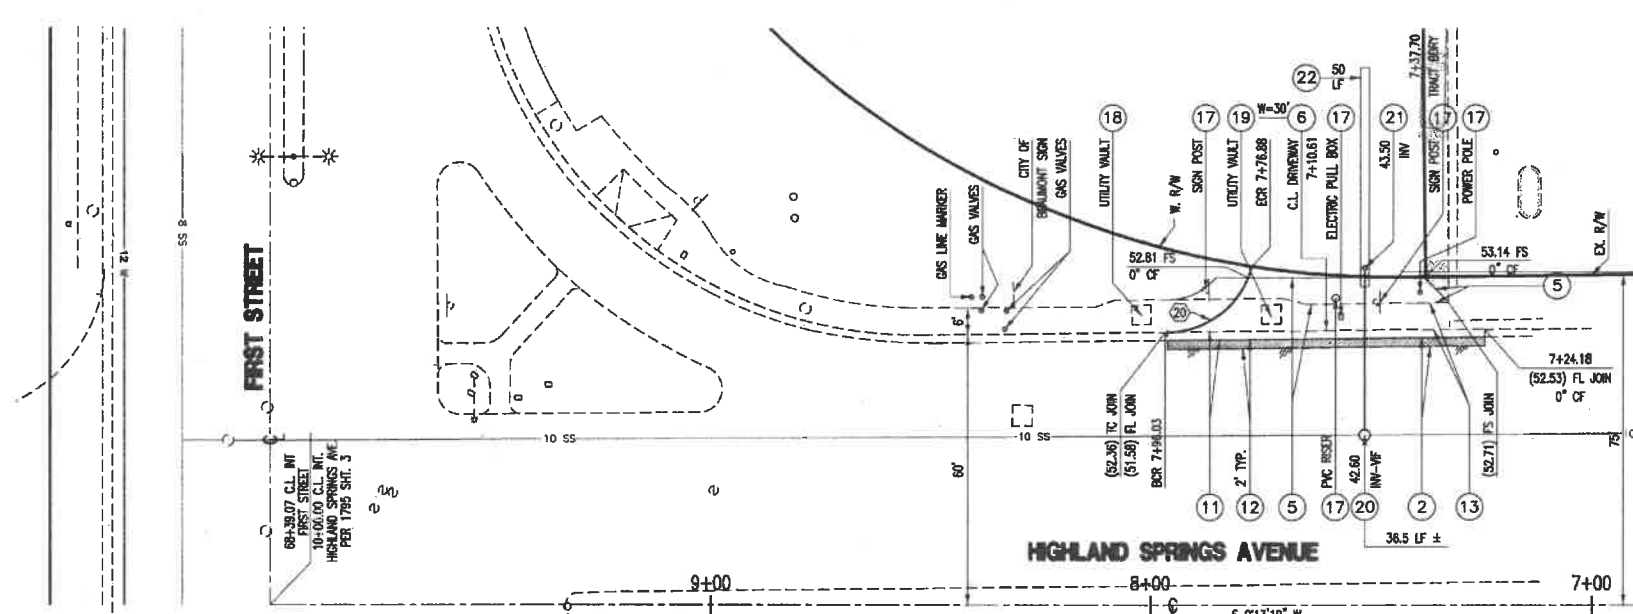 FIRST STREET
12 W
8 SS
68+39.07 C.L. INT
FIRST STREET
10+00.00 C.L. INT.
HIGHLAND SPRINGS AVE
PER 1795 SHT. 3
10 SS
10 SS
GAS LINE MARKER
GAS VALVES
CITY OF
BEAUMONT SIGN
GAS VALVES
18
UTILITY VAULT
17
SIGN POST
19
UTILITY VAULT
ECR 7+76.88
W=30'
6
C.L. DRIVEWAY
7+10.61
17
ELECTRIC PULL BOX
22
50
LF
21
43.50
INV
7+37.70
TRACT BDRY
17
SIGN POST
17
POWER POLE
W. R/W
EX. R/W
52.81 FS
0" CF
53.14 FS
0" CF
5
20
6'
60'
75'
7+24.18
(52.53) FL JOIN
0" CF
(52.36) TC JOIN
(51.58) FL JOIN
BCR 7+96.03
2' TYP.
PVC RISER
42.60
INV-VIF
(52.71) FS JOIN
11
12
5
17
20
2
13
36.5 LF ±
HIGHLAND SPRINGS AVENUE
9+00
8+00
7+00